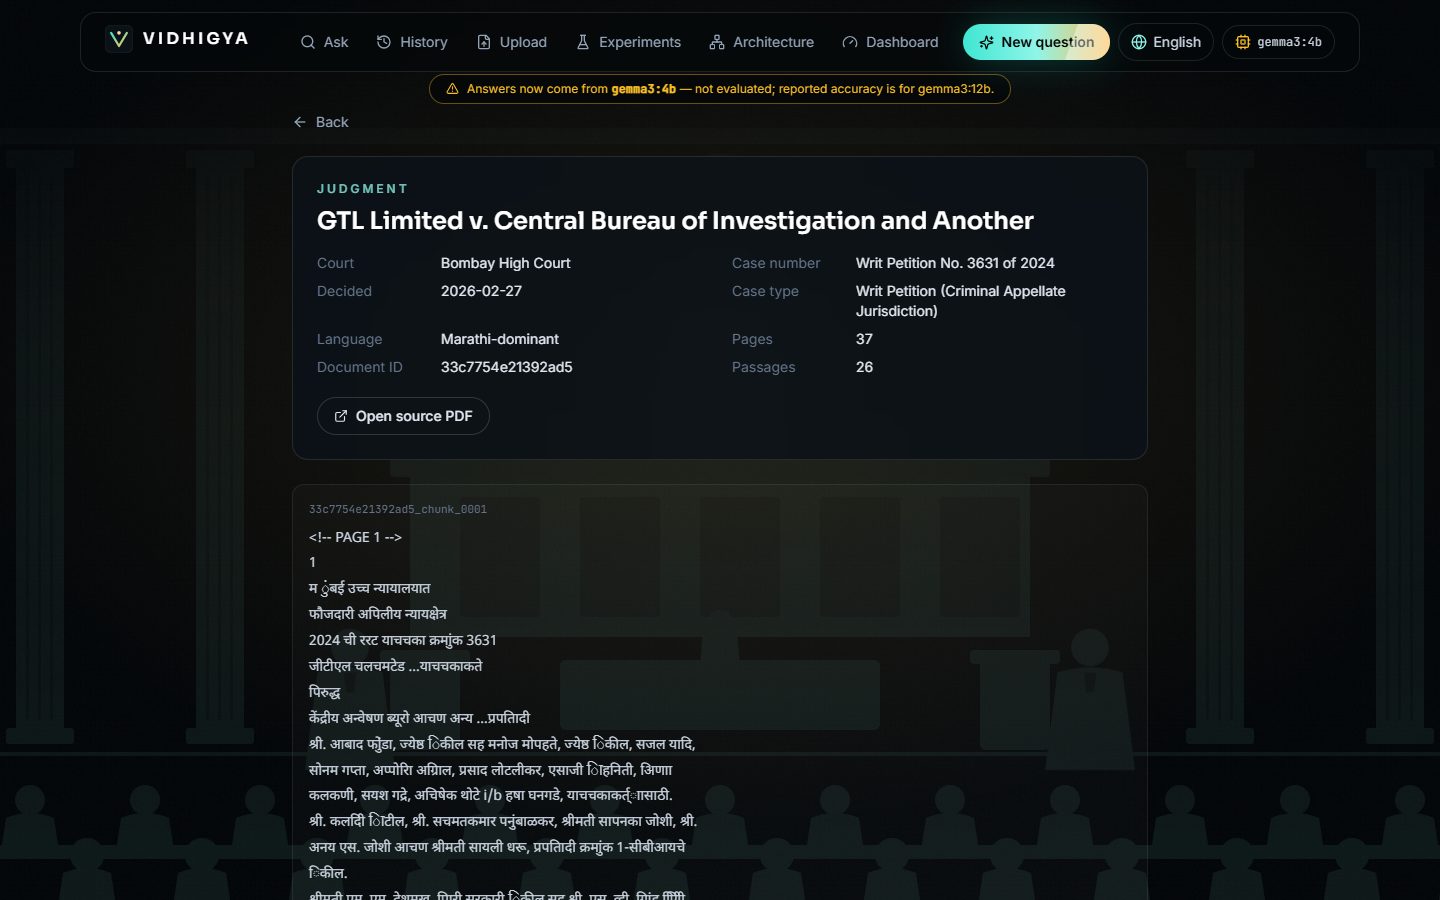 VIDHIGYA
Ask
History
Upload
Experiments
Architecture
Dashboard
New question
English
gemma3:4b
Answers now come from gemma3:4b — not evaluated; reported accuracy is for gemma3:12b.
Back
JUDGMENT
GTL Limited v. Central Bureau of Investigation and Another
Court Bombay High Court
Case number Writ Petition No. 3631 of 2024
Decided 2026-02-27
Case type Writ Petition (Criminal Appellate
Jurisdiction)
Language Marathi-dominant
Pages 37
Document ID 33c7754e21392ad5
Passages 26
Open source PDF
33c7754e21392ad5_chunk_0001
<!-- PAGE 1 -->
1
म ुंबई उच्च न्यायालयात
फौजदारी अपिलीय न्यायक्षेत्र
2024 ची ररट याचचका क्रमाुंक 3631
जीटीएल चलचमटेड ...याचचकाकते
पिरुद्ध
केंद्रीय अन्वेषण ब्यूरो आचण अन्य ...प्रपतिादी
श्री. आबाद फोुंडा, ज्येष्ठ िकील सह मनोज मोपहते, ज्येष्ठ िकील, सजल यादि,
सोनम गप्ता, अप्पोरिा अग्रिाल, प्रसाद लोटलीकर, एसाजी िाहनिती, अिणाा
कलकणी, सयश गद्रे, अचिषेक थोटे i/b हषा घनगडे, याचचकाकर्त्ाासाठी.
श्री. कलदीि िाटील, श्री. सचमतकमार पनुंबाळकर, श्रीमती सापनका जोशी, श्री.
अनय एस. जोशी आचण श्रीमती सायली धरू, प्रपतिादी क्रमाुंक 1-सीबीआयचे
िकील.